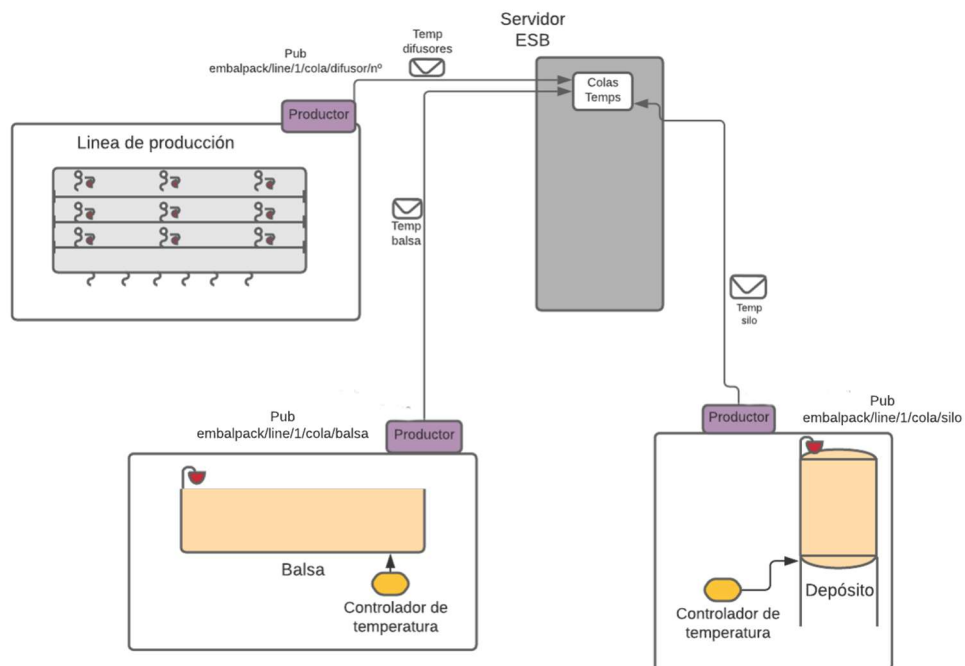 Servidor
ESB
Temp
difusores
Pub
embalpack/line/1/cola/difusor/nº
Colas
Temps
Productor
Linea de producción
Temp
balsa
Temp
silo
Pub
embalpack/line/1/cola/balsa
Productor
Productor
Pub
embalpack/line/1/cola/silo
Balsa
Controlador de
temperatura
Depósito
Controlador de
temperatura